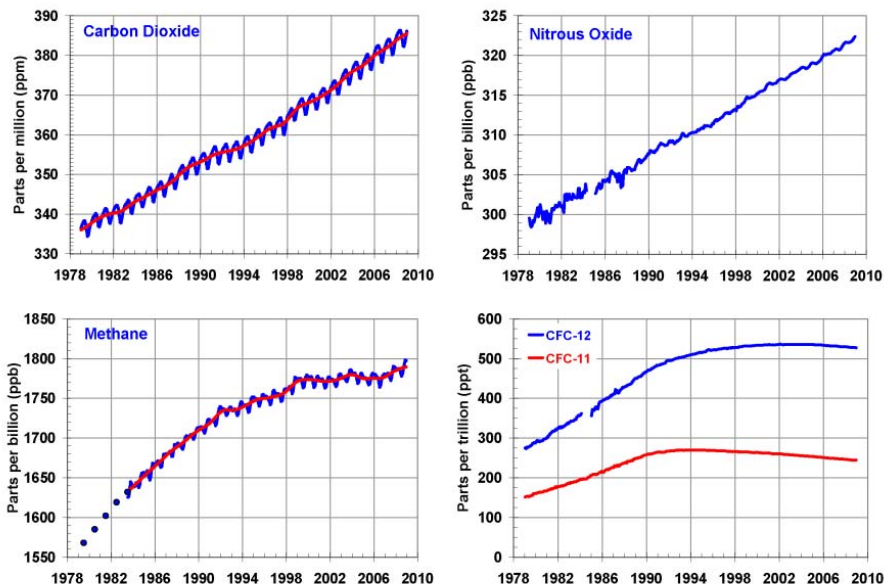 Carbon Dioxide
Parts per million (ppm)
390
380
370
360
350
340
330
1978 1982 1986 1990 1994 1998 2002 2006 2010
Nitrous Oxide
Parts per billion (ppb)
325
320
315
310
305
300
295
1978 1982 1986 1990 1994 1998 2002 2006 2010
Methane
Parts per billion (ppb)
1850
1800
1750
1700
1650
1600
1550
1978 1982 1986 1990 1994 1998 2002 2006 2010
CFC-12
CFC-11
Parts per trillion (ppt)
600
500
400
300
200
100
0
1978 1982 1986 1990 1994 1998 2002 2006 2010